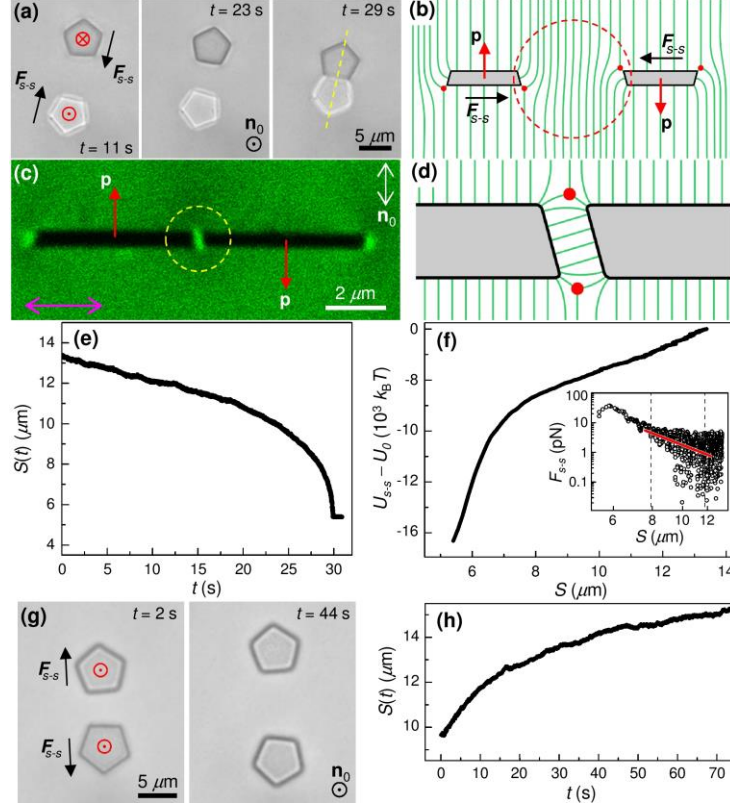 (a)
F_s-s
F_s-s
t = 11 s
t = 23 s
n_0
t = 29 s
5 μm
(b)
p
F_s-s
F_s-s
p
(c)
p
p
n_0
2 μm
(d)
(e)
S(t) (μm)
14
12
10
8
6
4
0 5 10 15 20 25 30 35
t (s)
(f)
U_s-s – U_0 (10^3 k_BT)
0
-4
-8
-10
-12
-14
-16
6 8 10 12 14
S (μm)
F_s-s (pN)
100
10
1
0.1
6 8 10 12
S (μm)
(g)
t = 2 s
F_s-s
F_s-s
5 μm
t = 44 s
n_0
(h)
S(t) (μm)
14
12
10
0 10 20 30 40 50 60 70
t (s)